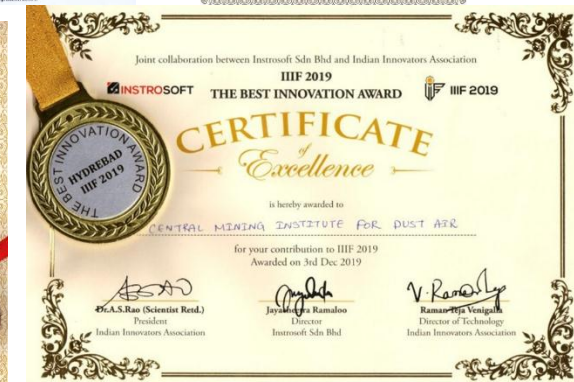 Joint collaboration between Instrosoft Sdn Bhd and Indian Innovators Association
IIIF 2019
INSTROSOFT
THE BEST INNOVATION AWARD
IIIF 2019
CERTIFICATE
of
Excellence
THE BEST INNOVATION AWARD
HYDREBAD
IIIF 2019
is hereby awarded to
CENTRAL MINING INSTITUTE FOR DUST AIR
for your contribution to IIIF 2019
Awarded on 3rd Dec 2019
Dr.A.S.Rao (Scientist Retd.)
President
Indian Innovators Association
Ramaloo
Director
Instrosoft Sdn Bhd
Raman Teja Venigalla
Director of Technology
Indian Innovators Association